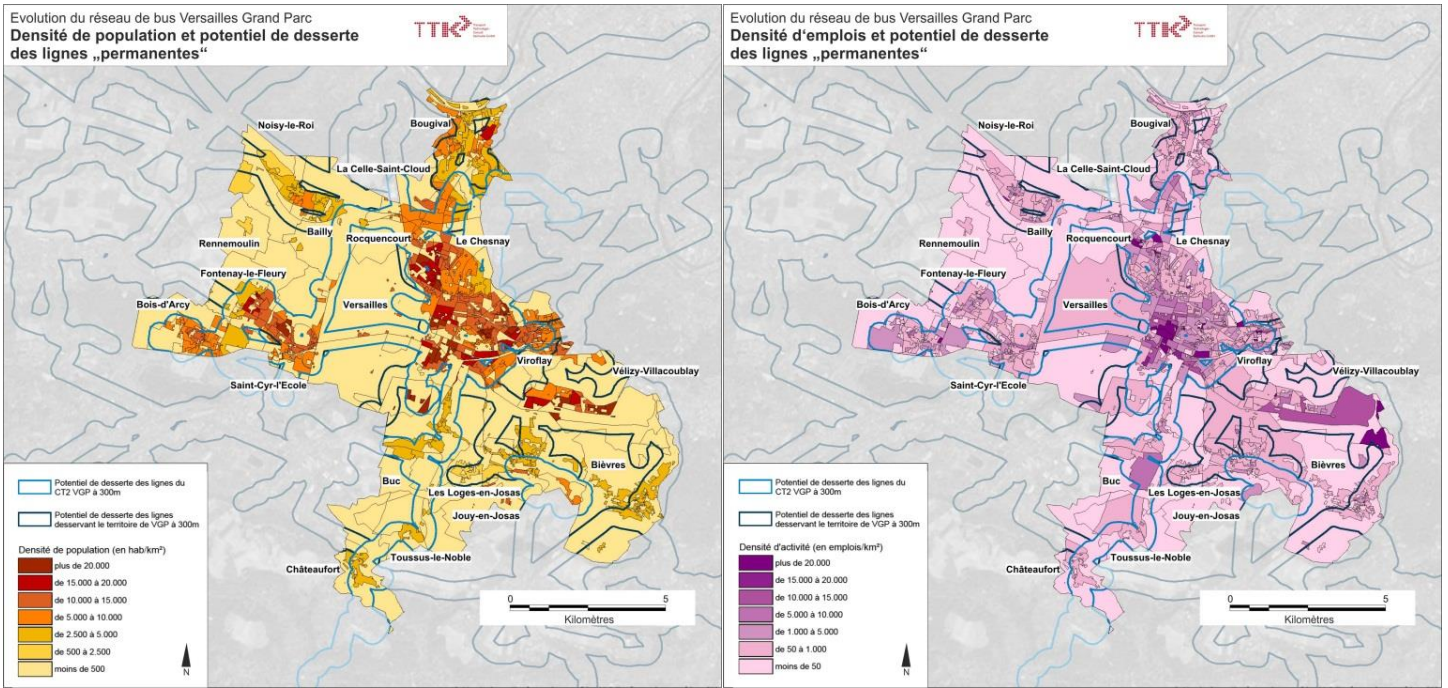 Evolution du réseau de bus Versailles Grand Parc
Densité de population et potentiel de desserte
des lignes „permanentes“
TTK
Noisy-le-Roi
Bougival
La Celle-Saint-Cloud
Bailly
Rocquencourt
Le Chesnay
Rennemoulin
Fontenay-le-Fleury
Bois-d'Arcy
Versailles
Viroflay
Vélizy-Villacoublay
Saint-Cyr-l'Ecole
Bièvres
Buc
Les Loges-en-Josas
Jouy-en-Josas
Toussus-le-Noble
Châteaufort
Potentiel de desserte des lignes du
CT2 VGP à 300m
Potentiel de desserte des lignes
desservant le territoire de VGP à 300m
Densité de population (en hab/km²)
plus de 20.000
de 15.000 à 20.000
de 10.000 à 15.000
de 5.000 à 10.000
de 2.500 à 5.000
de 500 à 2.500
moins de 500
N
0 5
Kilomètres
Evolution du réseau de bus Versailles Grand Parc
Densité d'emplois et potentiel de desserte
des lignes „permanentes“
TTK
Noisy-le-Roi
Bougival
La Celle-Saint-Cloud
Bailly
Rocquencourt
Le Chesnay
Rennemoulin
Fontenay-le-Fleury
Bois-d'Arcy
Versailles
Viroflay
Vélizy-Villacoublay
Saint-Cyr-l'Ecole
Bièvres
Buc
Les Loges-en-Josas
Jouy-en-Josas
Toussus-le-Noble
Châteaufort
Potentiel de desserte des lignes du
CT2 VGP à 300m
Potentiel de desserte des lignes
desservant le territoire de VGP à 300m
Densité d'activité (en emplois/km²)
plus de 20.000
de 15.000 à 20.000
de 10.000 à 15.000
de 5.000 à 10.000
de 1.000 à 5.000
de 50 à 1.000
moins de 50
N
0 5
Kilomètres